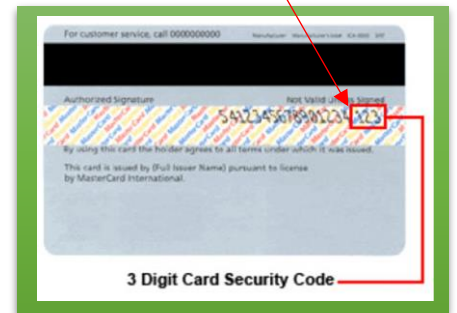 For customer service, call 0000000000
Authorized Signature Not Valid unless Signed
5412345678901234 123
By using this card the holder agrees to all terms under which it was issued.
This card is issued by (Full Issuer Name) pursuant to license
by MasterCard International.
3 Digit Card Security Code